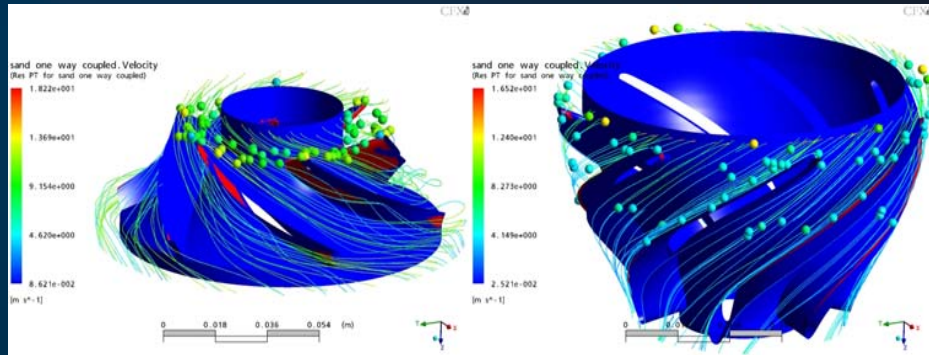 CFX
sand one way coupled.Velocity
(Res PT for sand one way coupled)
1.822e+001
1.369e+001
9.154e+000
4.620e+000
8.621e-002
[m s^-1]
0 0.018 0.036 0.054 (m)
CFX
sand one way coupled.Velocity
(Res PT for sand one way
1.652e+001
1.240e+001
8.273e+000
4.149e+000
2.521e-002
[m s^-1]
0
(m)